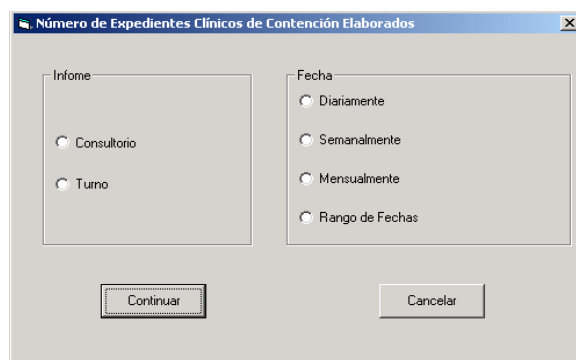 Número de Expedientes Clínicos de Contención Elaborados
Infome
Consultorio
Turno
Fecha
Diariamente
Semanalmente
Mensualmente
Rango de Fechas
Continuar
Cancelar